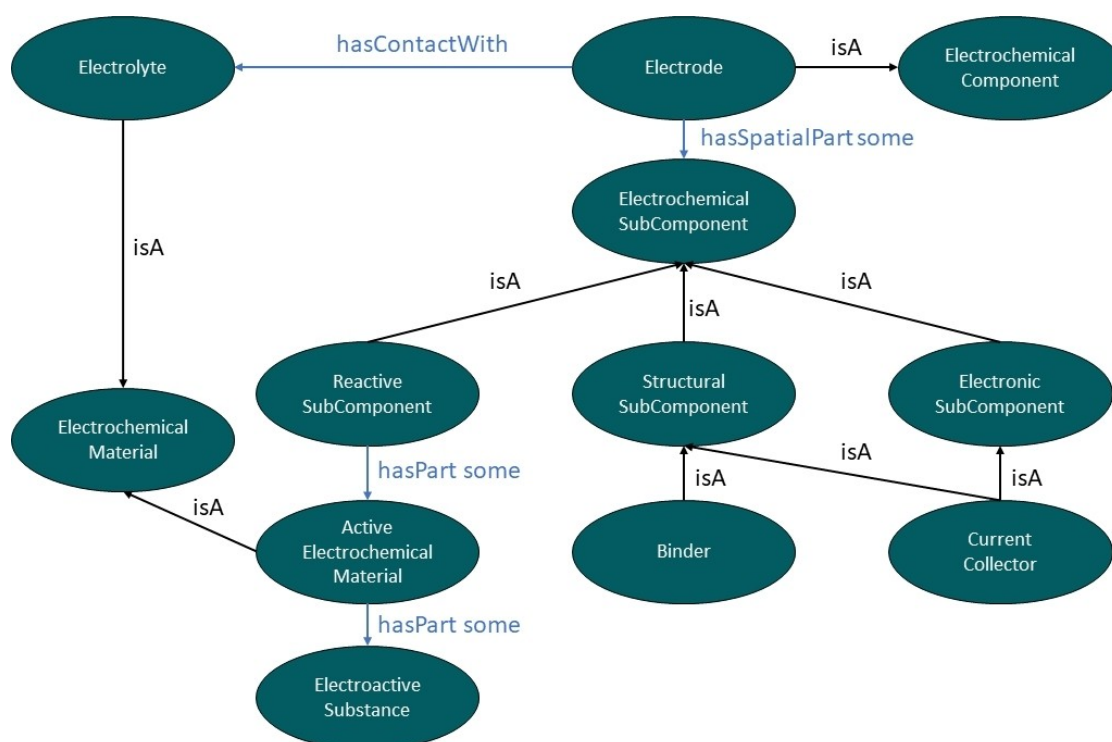 hasContactWith
Electrolyte
Electrode
isA
Electrochemical
Component
hasSpatialPart some
Electrochemical
SubComponent
isA
isA
isA
isA
Reactive
SubComponent
Structural
SubComponent
Electronic
SubComponent
Electrochemical
Material
hasPart some
isA
isA
isA
isA
Active
Electrochemical
Material
Binder
Current
Collector
hasPart some
Electroactive
Substance